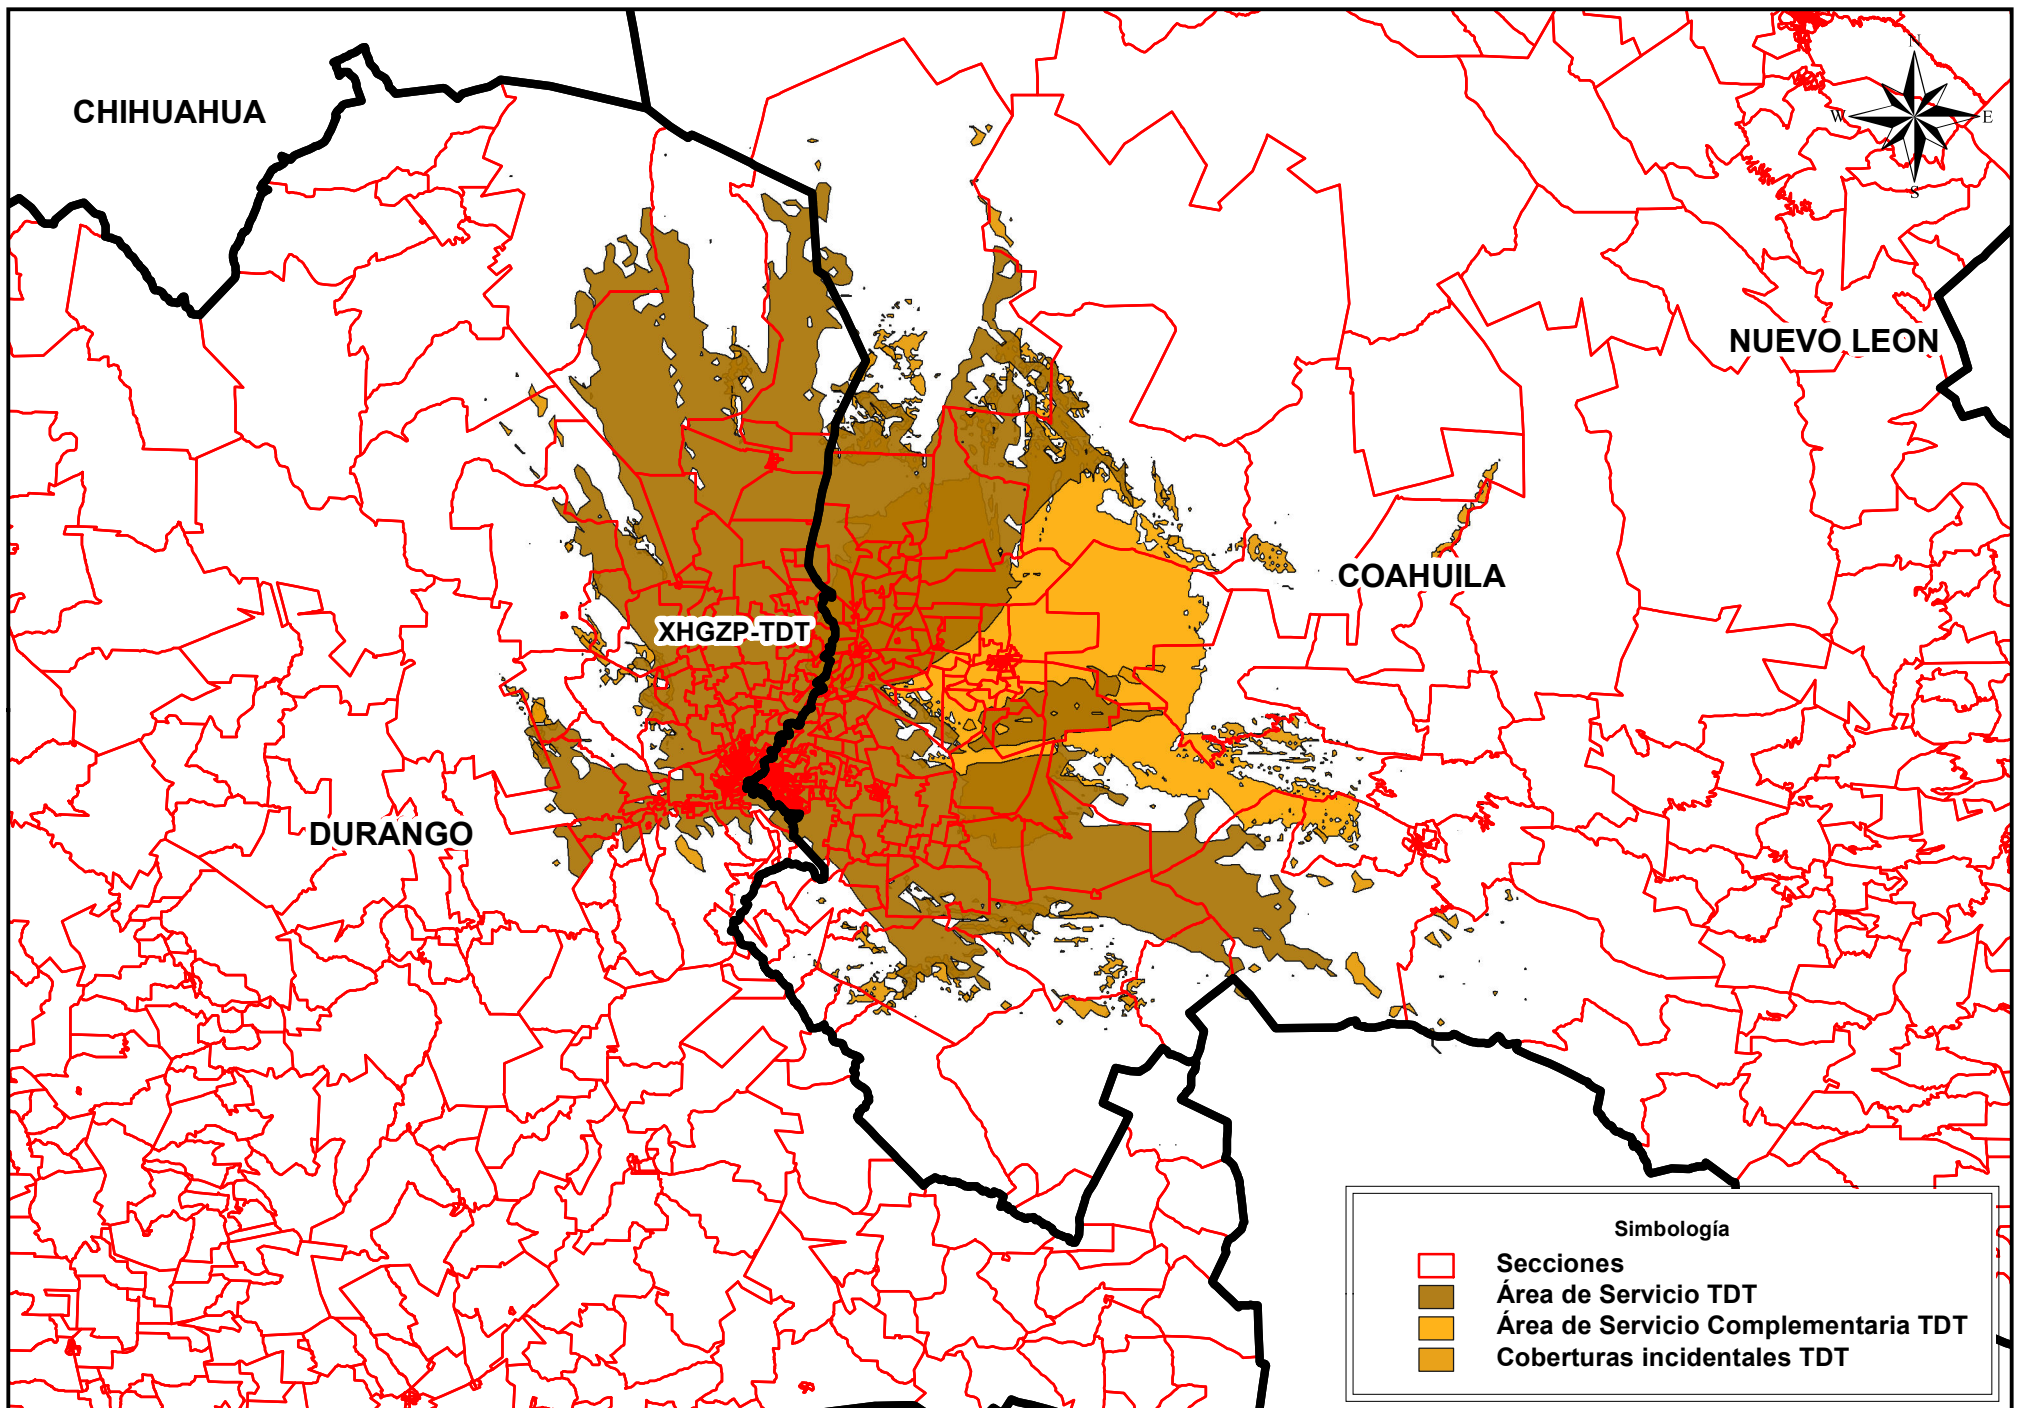 CHIHUAHUA
N
W
E
S
NUEVO LEON
COAHUILA
XHGZP-TDT
DURANGO
Simbología
Secciones
Área de Servicio TDT
Área de Servicio Complementaria TDT
Coberturas incidentales TDT